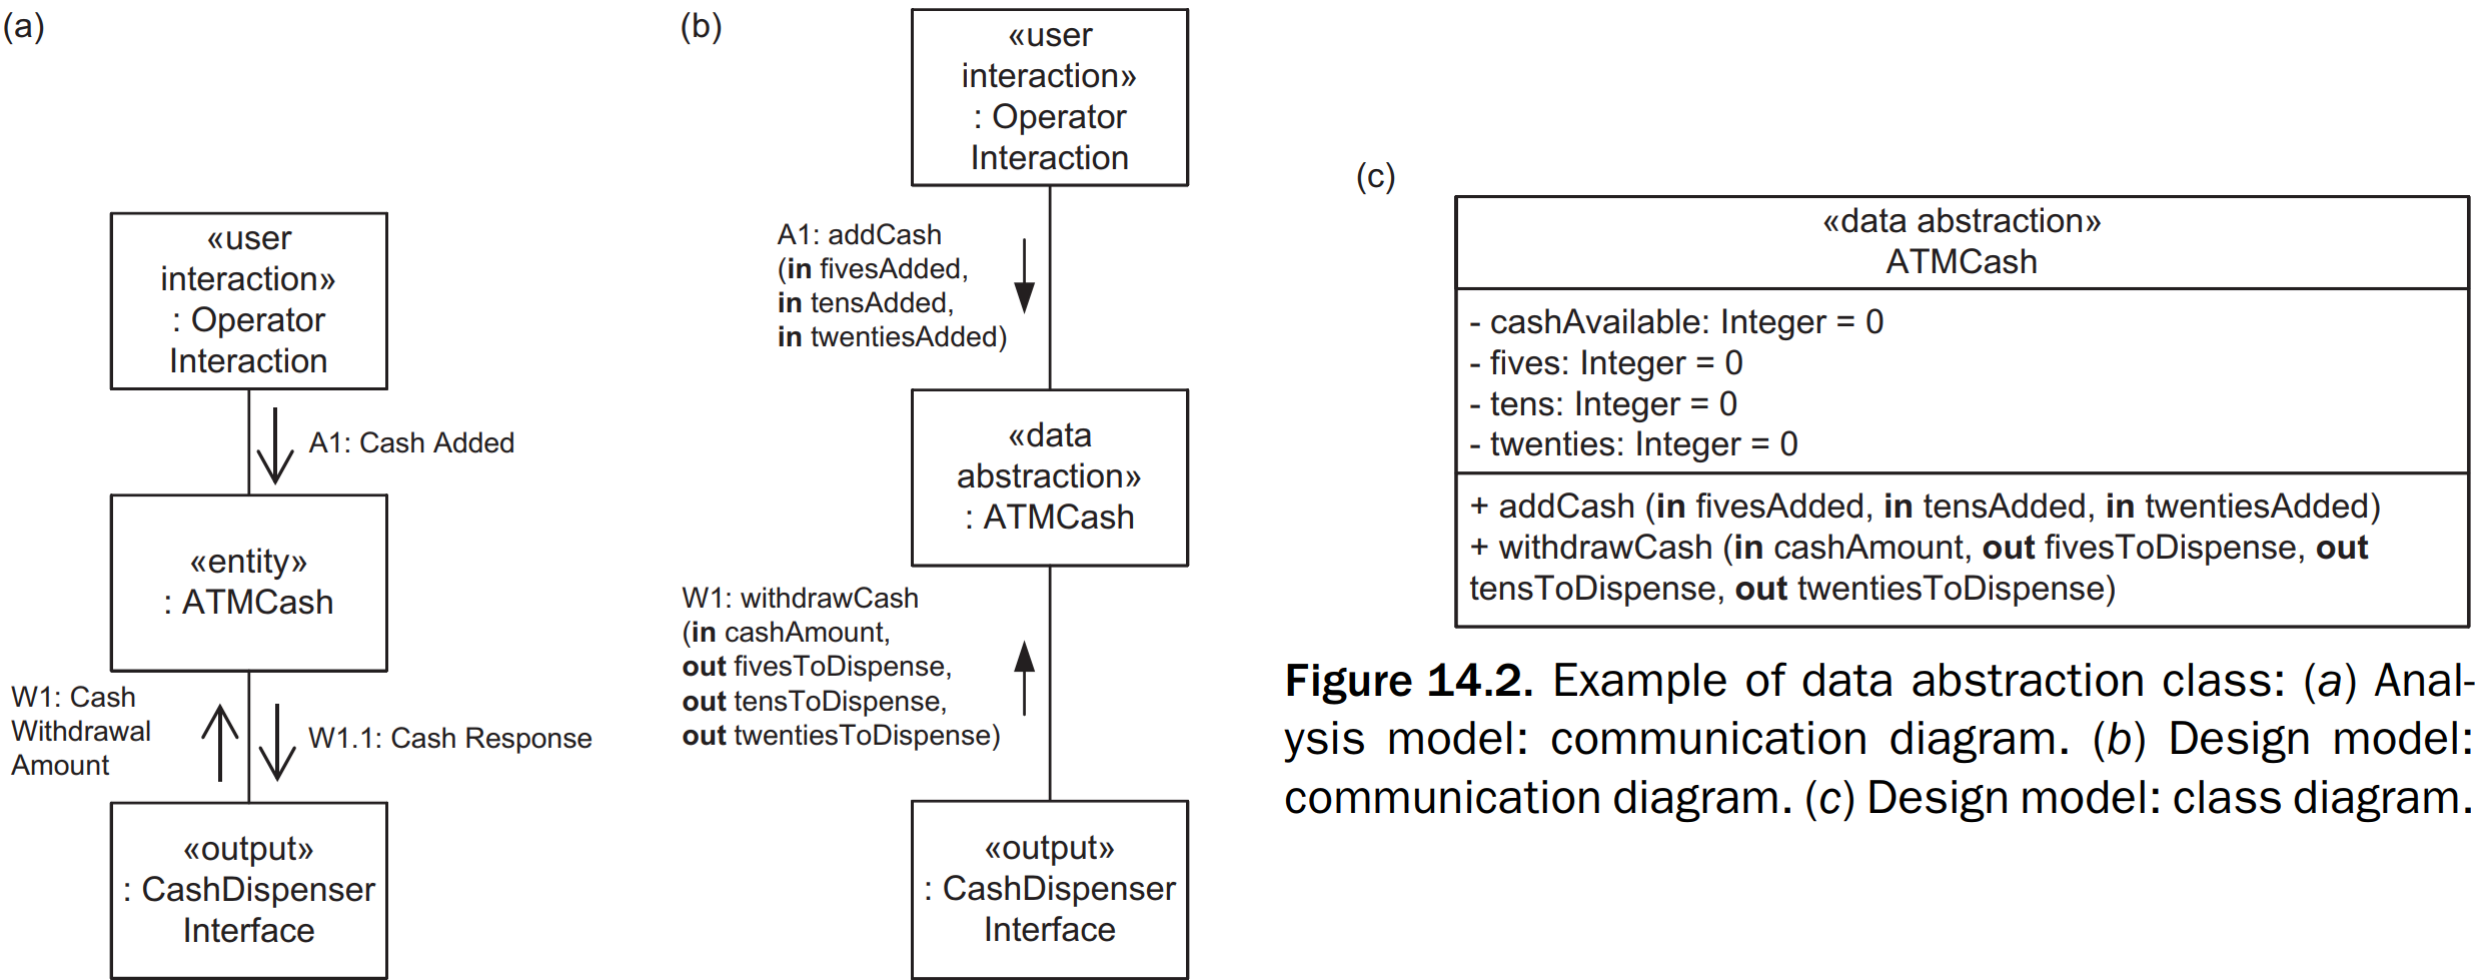 (a)
«user
interaction»
: Operator
Interaction
A1: Cash Added
«entity»
: ATMCash
W1: Cash
Withdrawal
Amount
W1.1: Cash Response
«output»
: CashDispenser
Interface
(b)
«user
interaction»
: Operator
Interaction
A1: addCash
(in fivesAdded,
in tensAdded,
in twentiesAdded)
«data
abstraction»
: ATMCash
W1: withdrawCash
(in cashAmount,
out fivesToDispense,
out tensToDispense,
out twentiesToDispense)
«output»
: CashDispenser
Interface
(c)
«data abstraction»
ATMCash
- cashAvailable: Integer = 0
- fives: Integer = 0
- tens: Integer = 0
- twenties: Integer = 0
+ addCash (in fivesAdded, in tensAdded, in twentiesAdded)
+ withdrawCash (in cashAmount, out fivesToDispense, out
tensToDispense, out twentiesToDispense)
Figure 14.2. Example of data abstraction class: (a) Anal-
ysis model: communication diagram. (b) Design model:
communication diagram. (c) Design model: class diagram.